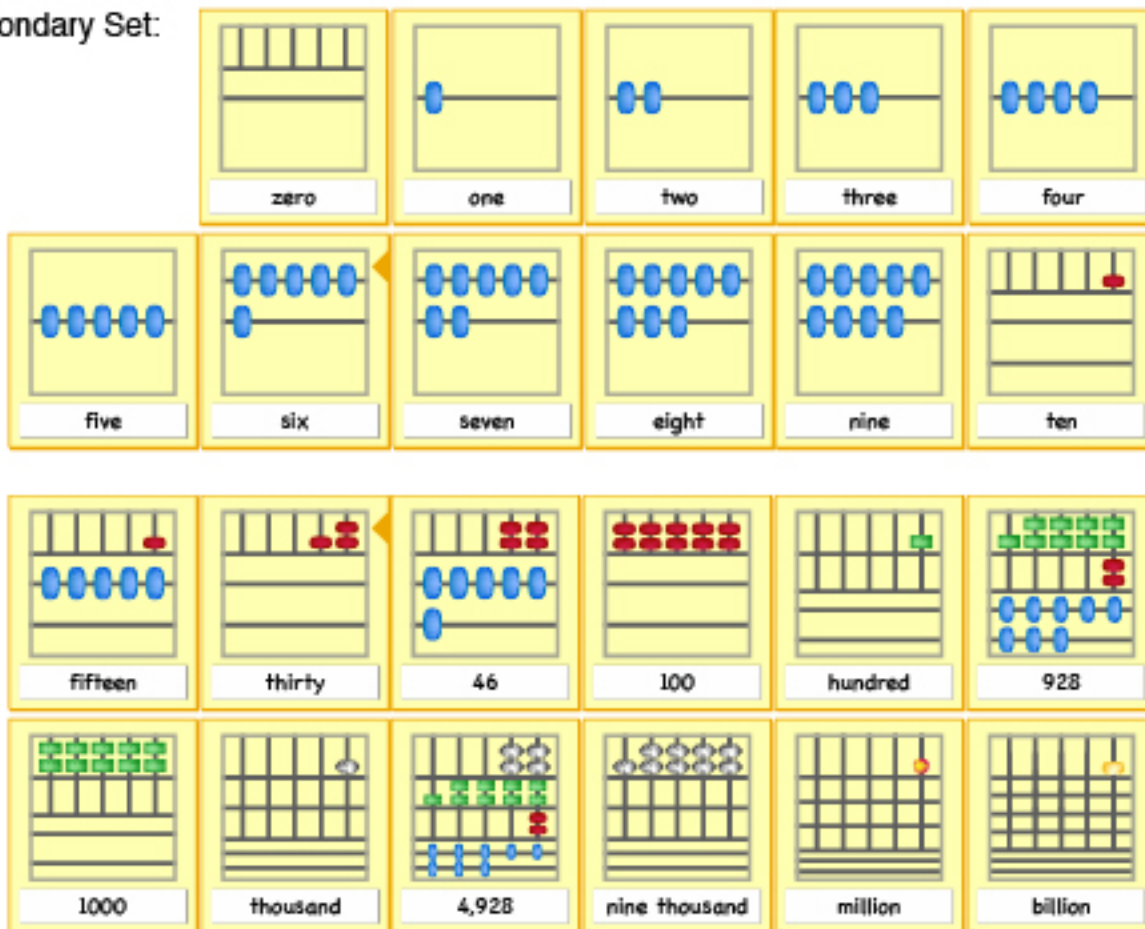 ondary Set:
zero one two three four
five six seven eight nine ten
fifteen thirty 46 100 hundred 928
1000 thousand 4,928 nine thousand million billion